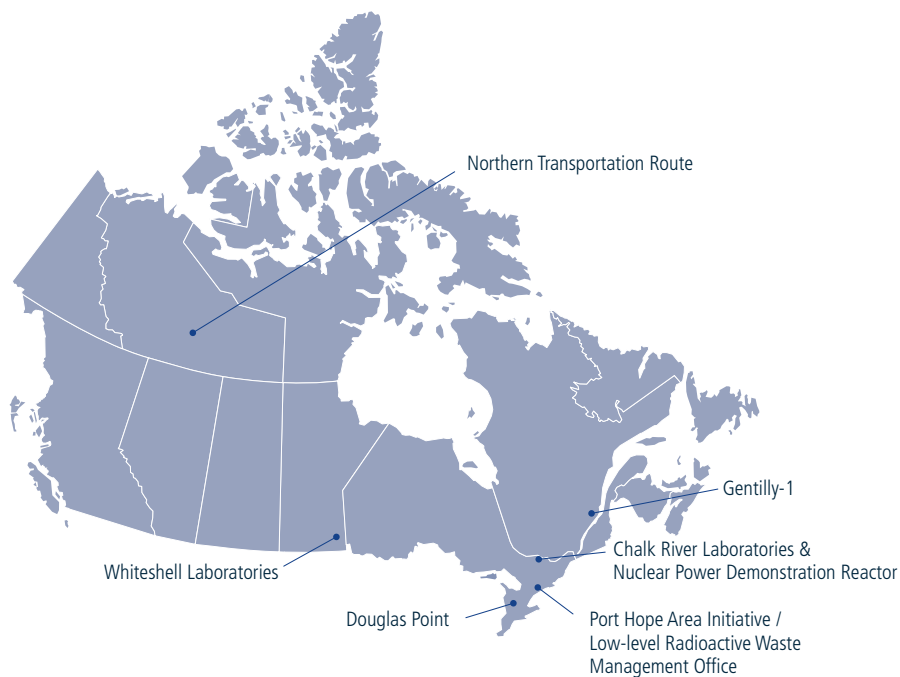 Northern Transportation Route
Gentilly-1
Chalk River Laboratories &
Nuclear Power Demonstration Reactor
Whiteshell Laboratories
Douglas Point
Port Hope Area Initiative /
Low-level Radioactive Waste
Management Office